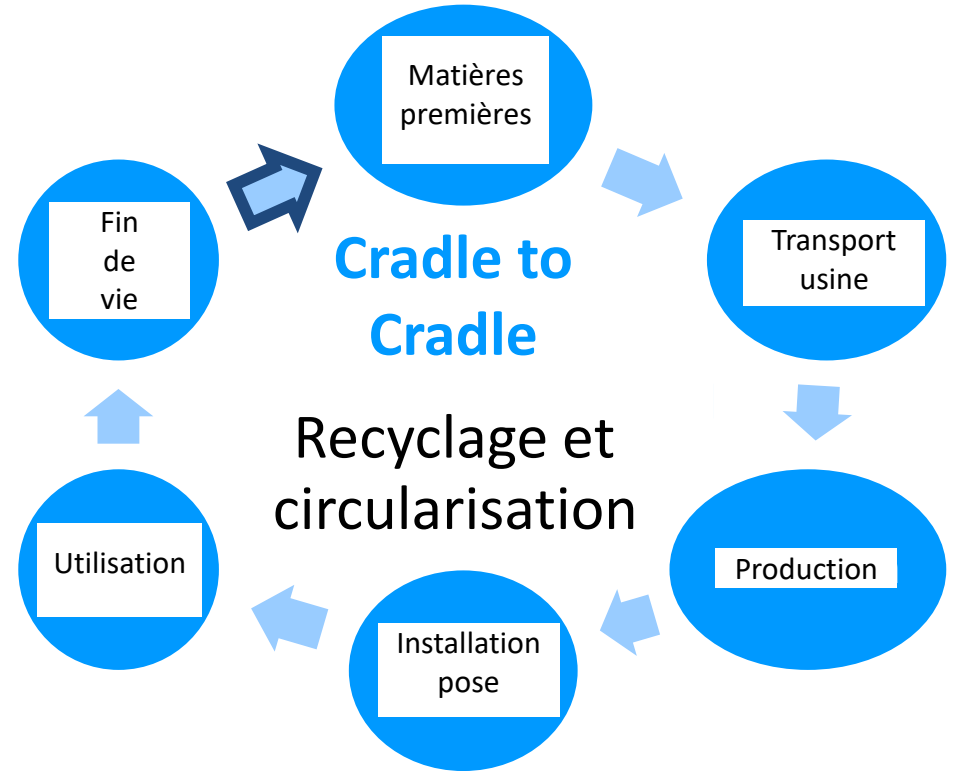 Matières
premières
Transport
usine
Production
Installation
pose
Utilisation
Fin
de
vie
Cradle to
Cradle
Recyclage et
circularisation